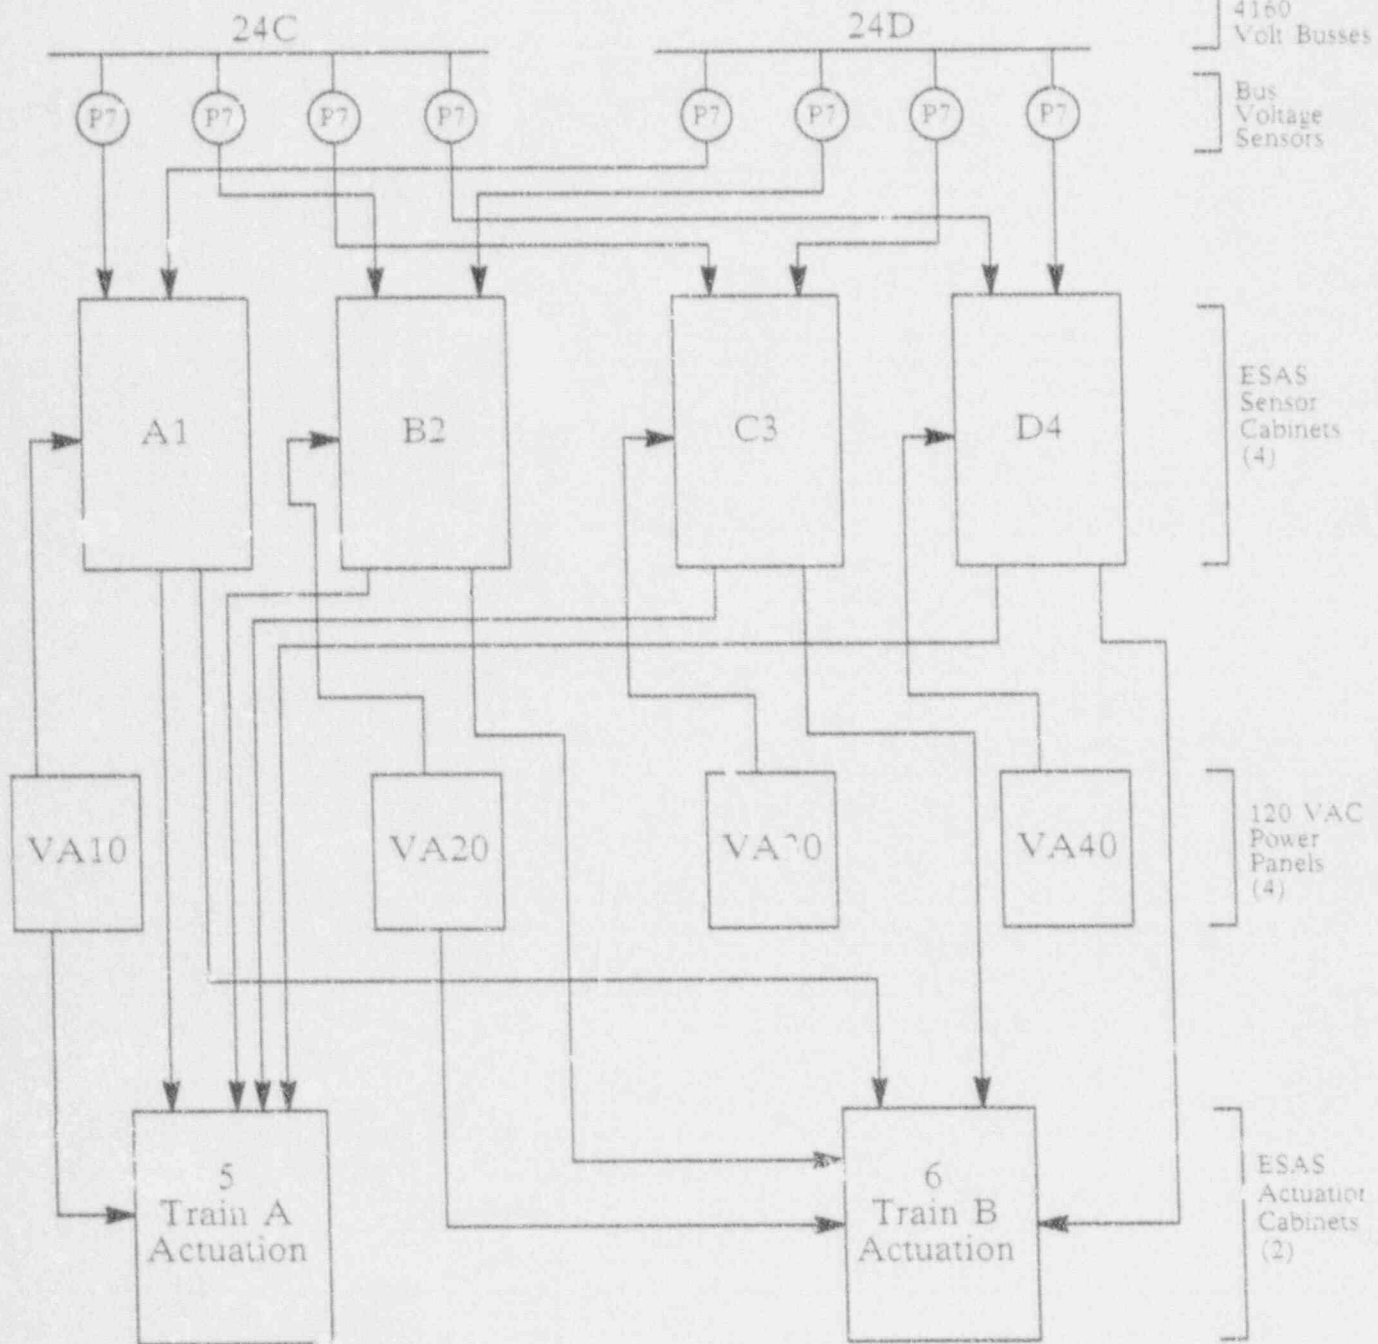 24C
24D
4160
Volt Busses
P7
P7
P7
P7
P7
P7
P7
P7
Bus
Voltage
Sensors
A1
B2
C3
D4
ESAS
Sensor
Cabinets
(4)
VA10
VA20
VA40
120 VAC
Power
Panels
(4)
5
Train A
Actuation
6
Train B
Actuation
ESAS
Actuation
Cabinets
(2)